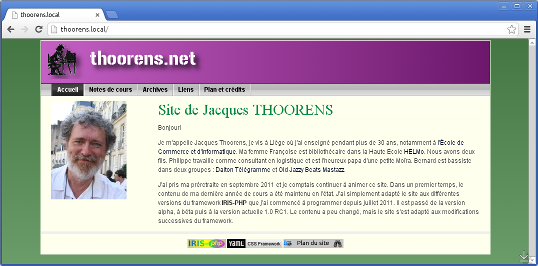 thoorens.local
thoorens.local/
thoorens.net
Accueil Notes de cours Archives Liens Plan et crédits
Site de Jacques THOORENS
Bonjour!
Je m'appelle Jacques Thoorens, je vis à Liège où j'ai enseigné pendant plus de 30 ans, notamment à l'École de
Commerce et d'Informatique. Ma femme Françoise est bibliothécaire dans la Haute École HELMo. Nous avons deux
fils. Philippe travaille comme consultant en logistique et est l'heureux papa d'une petite Moïra. Bernard est bassiste
dans deux groupes : Dalton Télégramme et Old Jazzy Beats Mastazz.
J'ai pris ma préretraite en septembre 2011 et je comptais continuer à animer ce site. Dans un premier temps, le
contenu de ma dernière année de cours a été maintenu en l'état. J'ai simplement adapté le site aux différentes
versions du framework IRIS-PHP que j'ai commencé à programmer depuis juillet 2011. Il est passé de la version
alpha, à bêta puis à la version actuelle 1.0 RC1. Le contenu a peu changé, mais le site s'est adapté aux modifications
successives du framework.
IRIS php YAML CSS Framework Plan du site